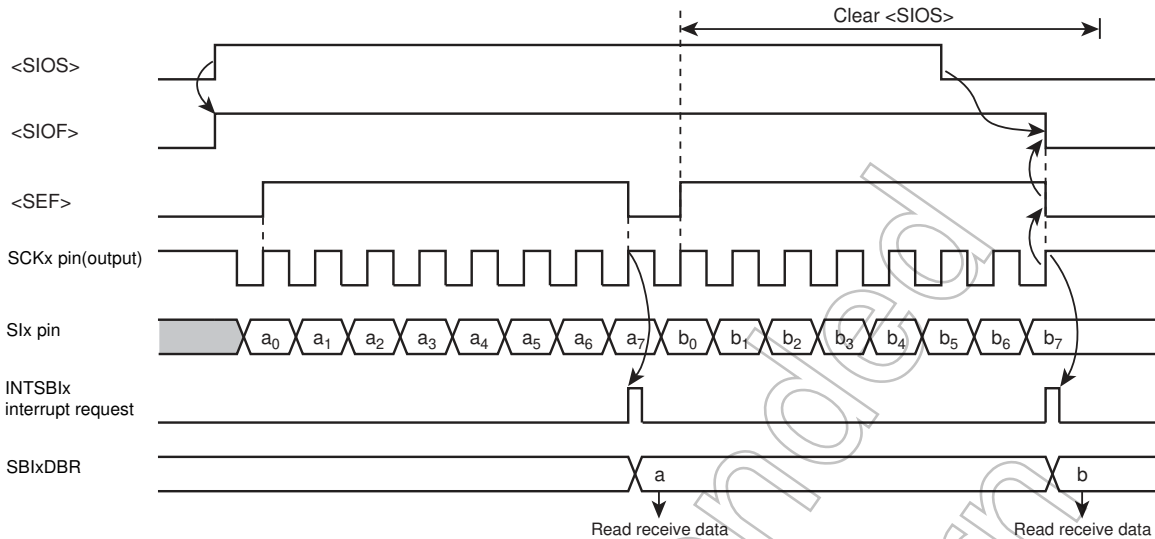 Clear <SIOS>
<SIOS>
<SIOF>
<SEF>
SCKx pin(output)
SIx pin
a0 a1 a2 a3 a4 a5 a6 a7 b0 b1 b2 b3 b4 b5 b6 b7
INTSBIx
interrupt request
SBIxDBR
a b
Read receive data Read receive data